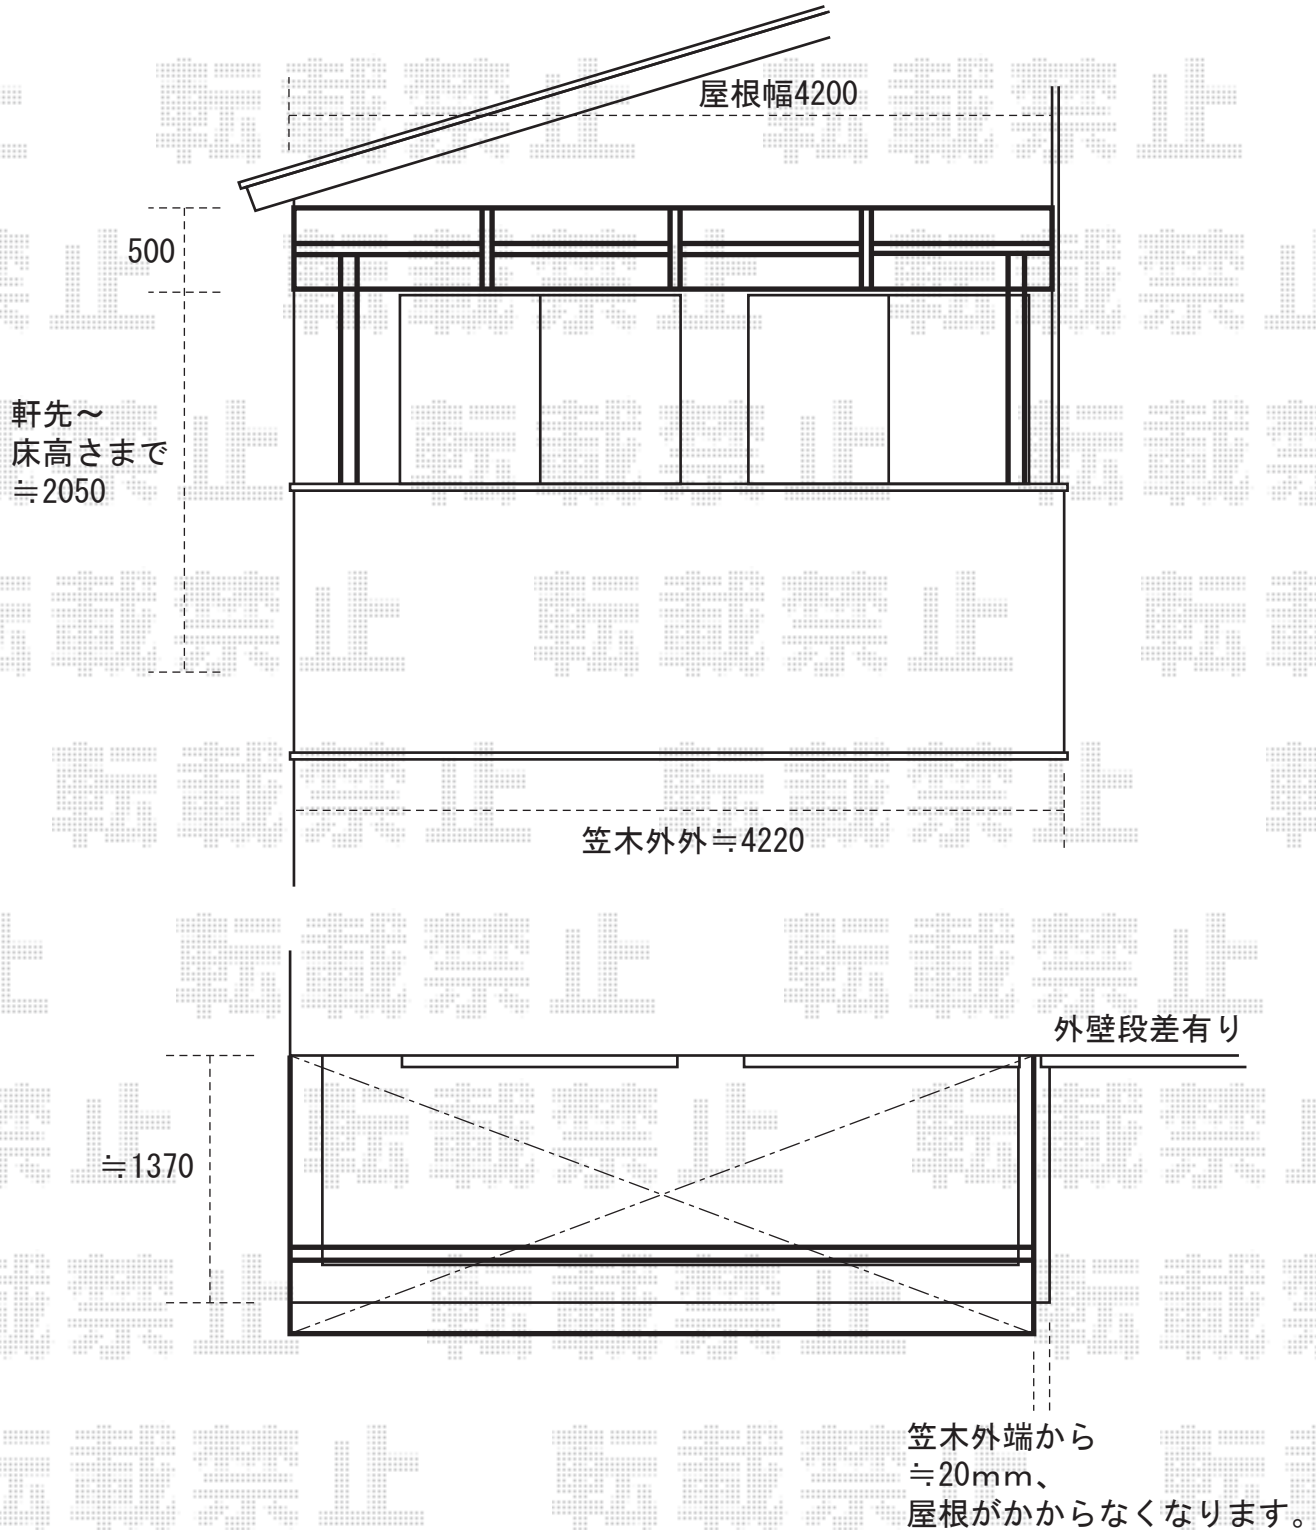 屋根幅4200
500
軒先～
床高さまで
≒2050
笠木外外≒4220
外壁段差有り
≒1370
笠木外端から
≒20mm、
屋根がかからなくなります。
転載禁止